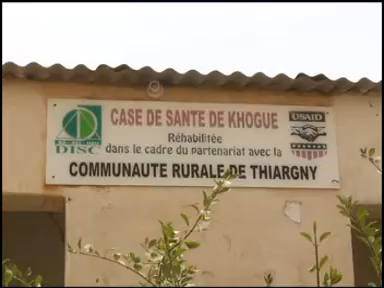 CASE DE SANTE DE KHOGUE
Réhabilitée
dans le cadre du partenariat avec la
COMMUNAUTE RURALE DE THIARGNY
DISC
USAID